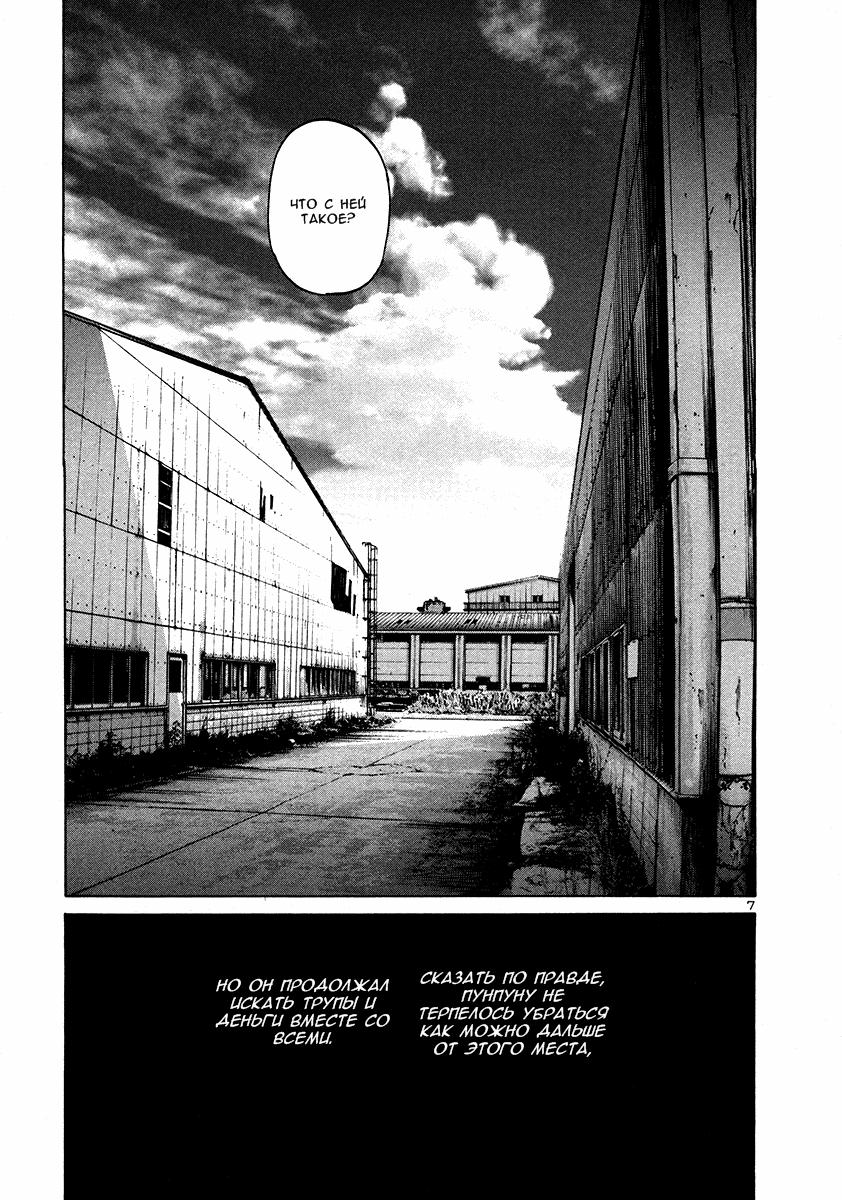 ЧТО С НЕЙ
ТАКОЕ?
7
СКАЗАТЬ ПО ПРАВДЕ,
ПУНПУНУ НЕ
ТЕРПЕЛОСЬ УБРАТЬСЯ
КАК МОЖНО ДАЛЬШЕ
ОТ ЭТОГО МЕСТА,
НО ОН ПРОДОЛЖАЛ
ИСКАТЬ ТРУПЫ И
ДЕНЬГИ ВМЕСТЕ СО
ВСЕМИ.